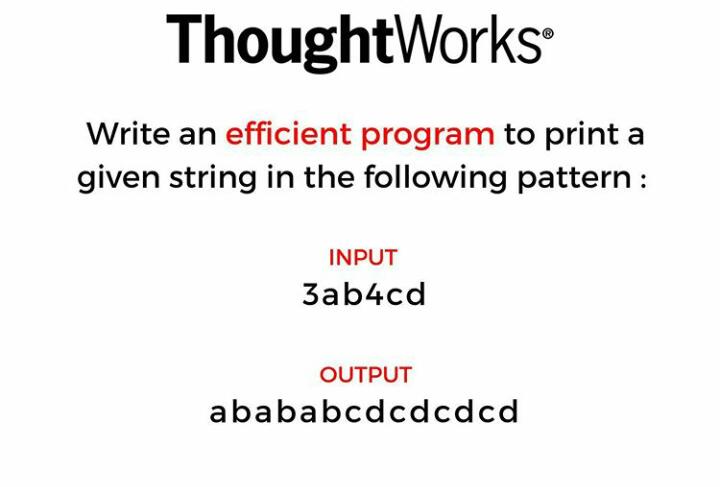 ThoughtWorks®
Write an efficient program to print a
given string in the following pattern :
INPUT
3ab4cd
OUTPUT
abababcdcdcdcd